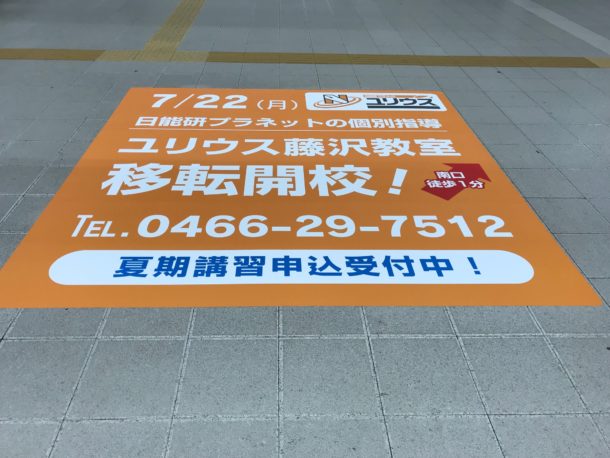 7/22(月)
ユリウス
日能研プラネットの個別指導
ユリウス藤沢教室
移転開校!
南口
徒歩1分
TEL.0466-29-7512
夏期講習申込受付中!